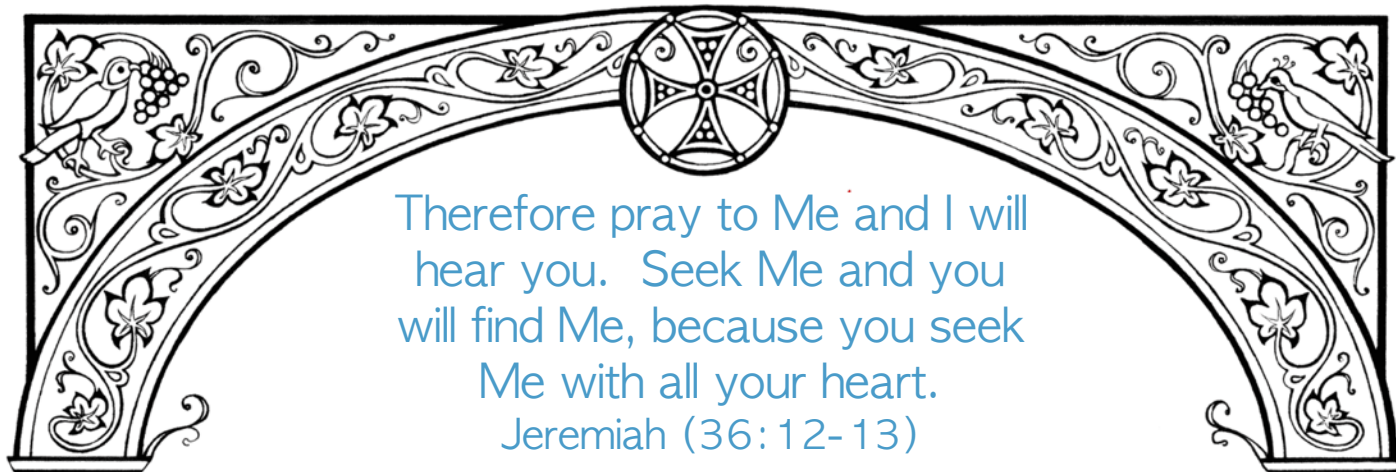 Therefore pray to Me and I will
hear you.  Seek Me and you
will find Me, because you seek
Me with all your heart.
Jeremiah (36:12-13)